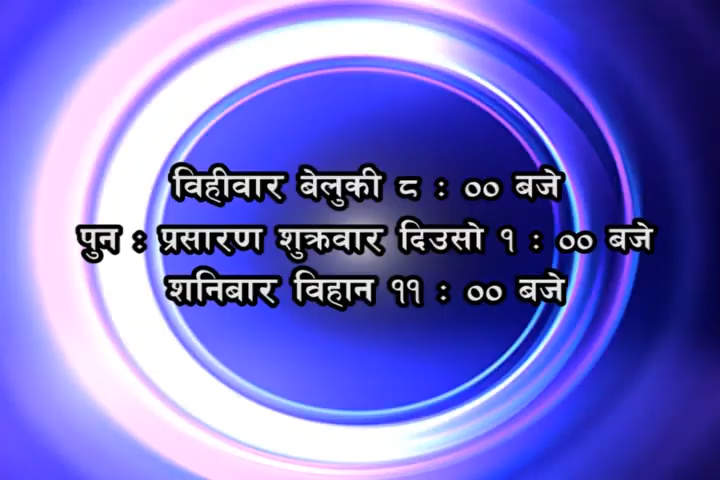 विहीवार बेलुकी ८ : ०० बजे
पुन : प्रसारण शुक्रवार दिउसो १ : ०० बजे
शनिबार विहान ११ : ०० बजे